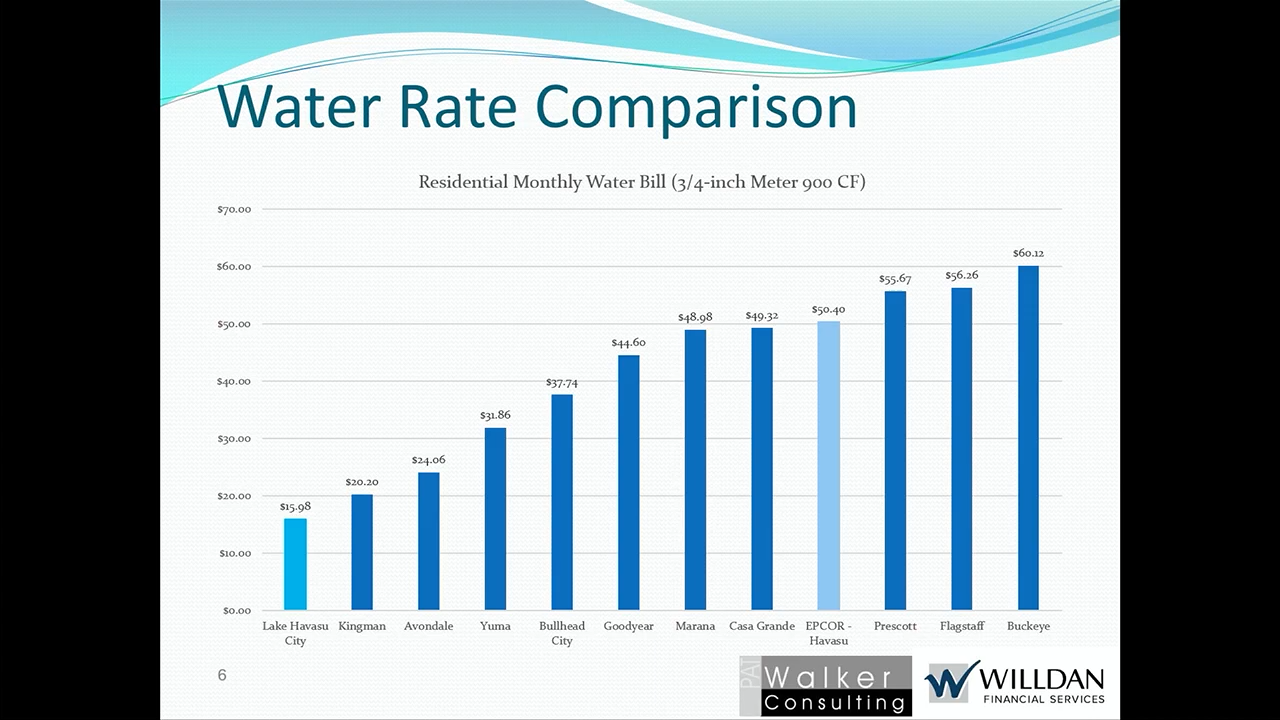 Water Rate Comparison
Residential Monthly Water Bill (3/4-inch Meter 900 CF)
$70.00
$60.00
$50.00
$40.00
$30.00
$20.00
$10.00
$0.00
$15.98
$20.20
$24.06
$31.86
$37.74
$44.60
$48.98
$49.32
$50.40
$55.67
$56.26
$60.12
Lake Havasu
City
Kingman
Avondale
Yuma
Bullhead
City
Goodyear
Marana
Casa Grande
EPCOR -
Havasu
Prescott
Flagstaff
Buckeye
6
PAT
Walker
Consulting
WILLDAN
FINANCIAL SERVICES